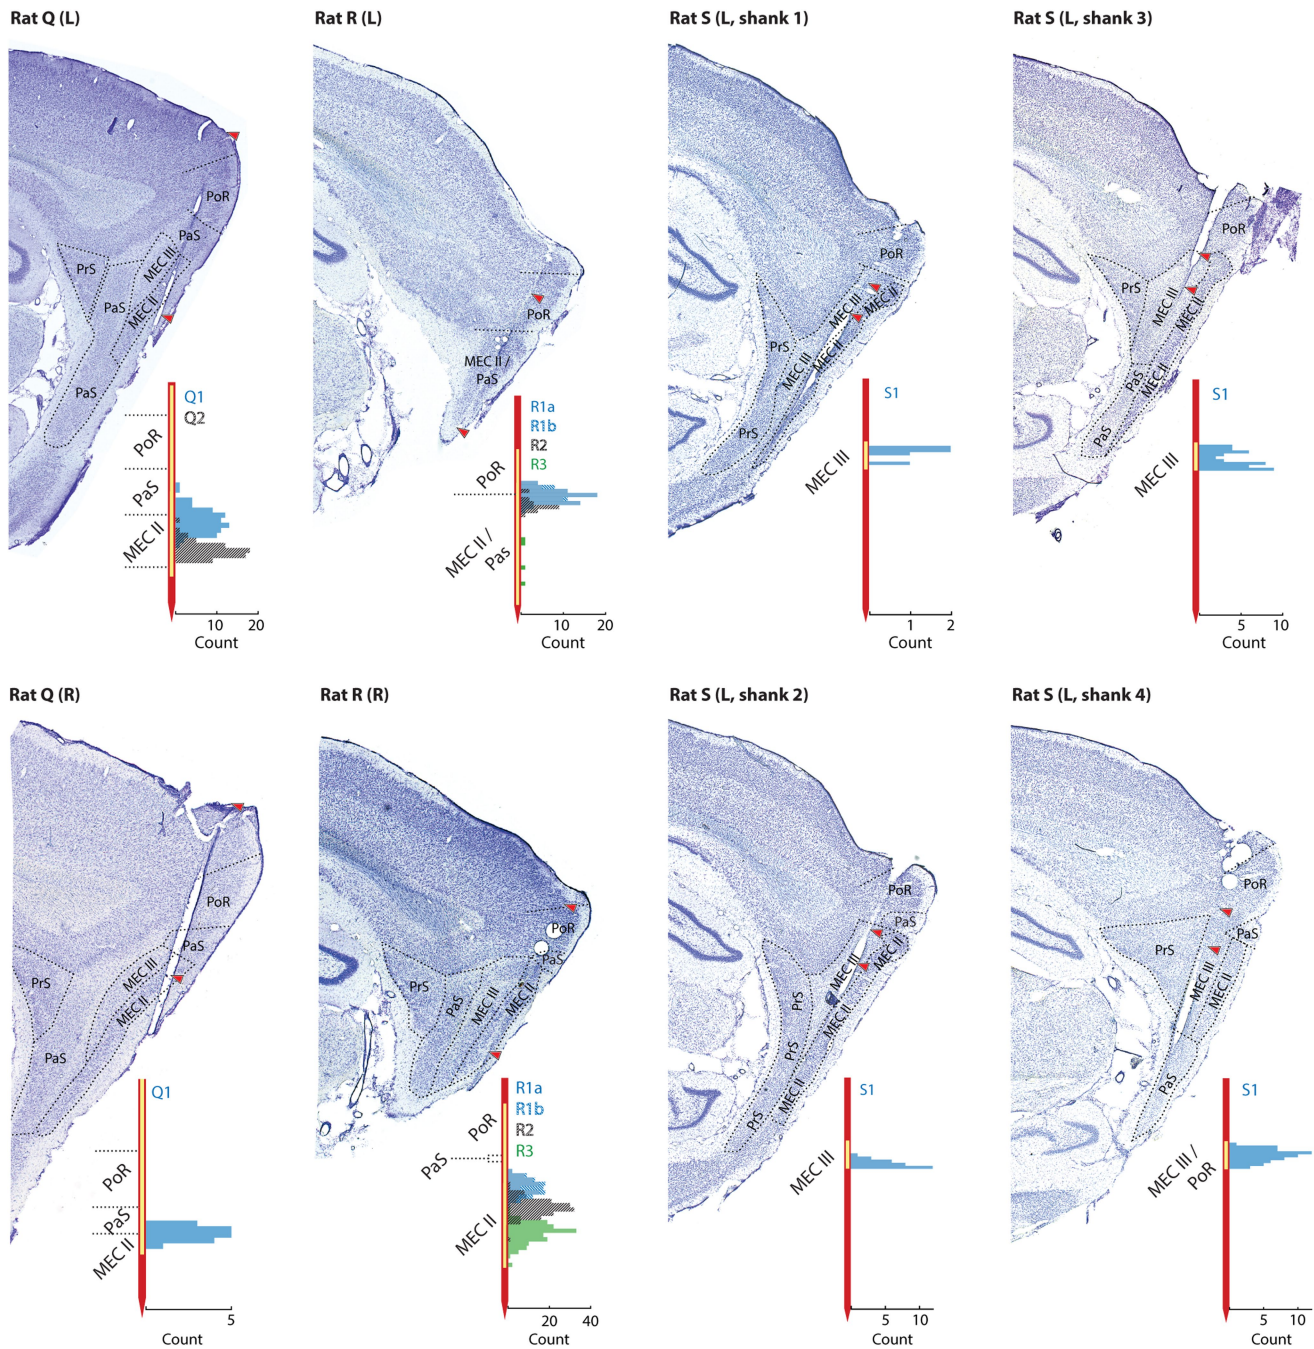 Rat Q (L)
Rat R (L)
Rat S (L, shank 1)
Rat S (L, shank 3)
PoR
PaS
MEC III
PrS
PaS
MEC II
PaS
Q1
Q2
PoR
PaS
MEC II
10
20
Count
PoR
MEC II /
PaS
R1a
R1b
R2
R3
PoR
MEC II /
Pas
10
20
Count
PoR
MEC III
MEC II
PrS
MEC III
MEC II
PrS
S1
MEC III
1
2
Count
PoR
PrS
MEC III
MEC II
PaS
MEC II
PaS
S1
MEC III
5
10
Count
Rat Q (R)
Rat R (R)
Rat S (L, shank 2)
Rat S (L, shank 4)
PoR
PaS
MEC III
PrS
MEC II
PaS
Q1
PoR
PaS
MEC II
5
Count
PoR
PaS
PrS
PaS
MEC III
MEC II
R1a
R1b
R2
R3
PoR
PaS
MEC II
20
40
Count
PoR
PaS
MEC II
MEC III
PrS
MEC II
PrS
MEC II
PrS
S1
MEC III
5
10
Count
PoR
PaS
PrS
MEC III
MEC II
PaS
S1
MEC III /
PoR
5
10
Count